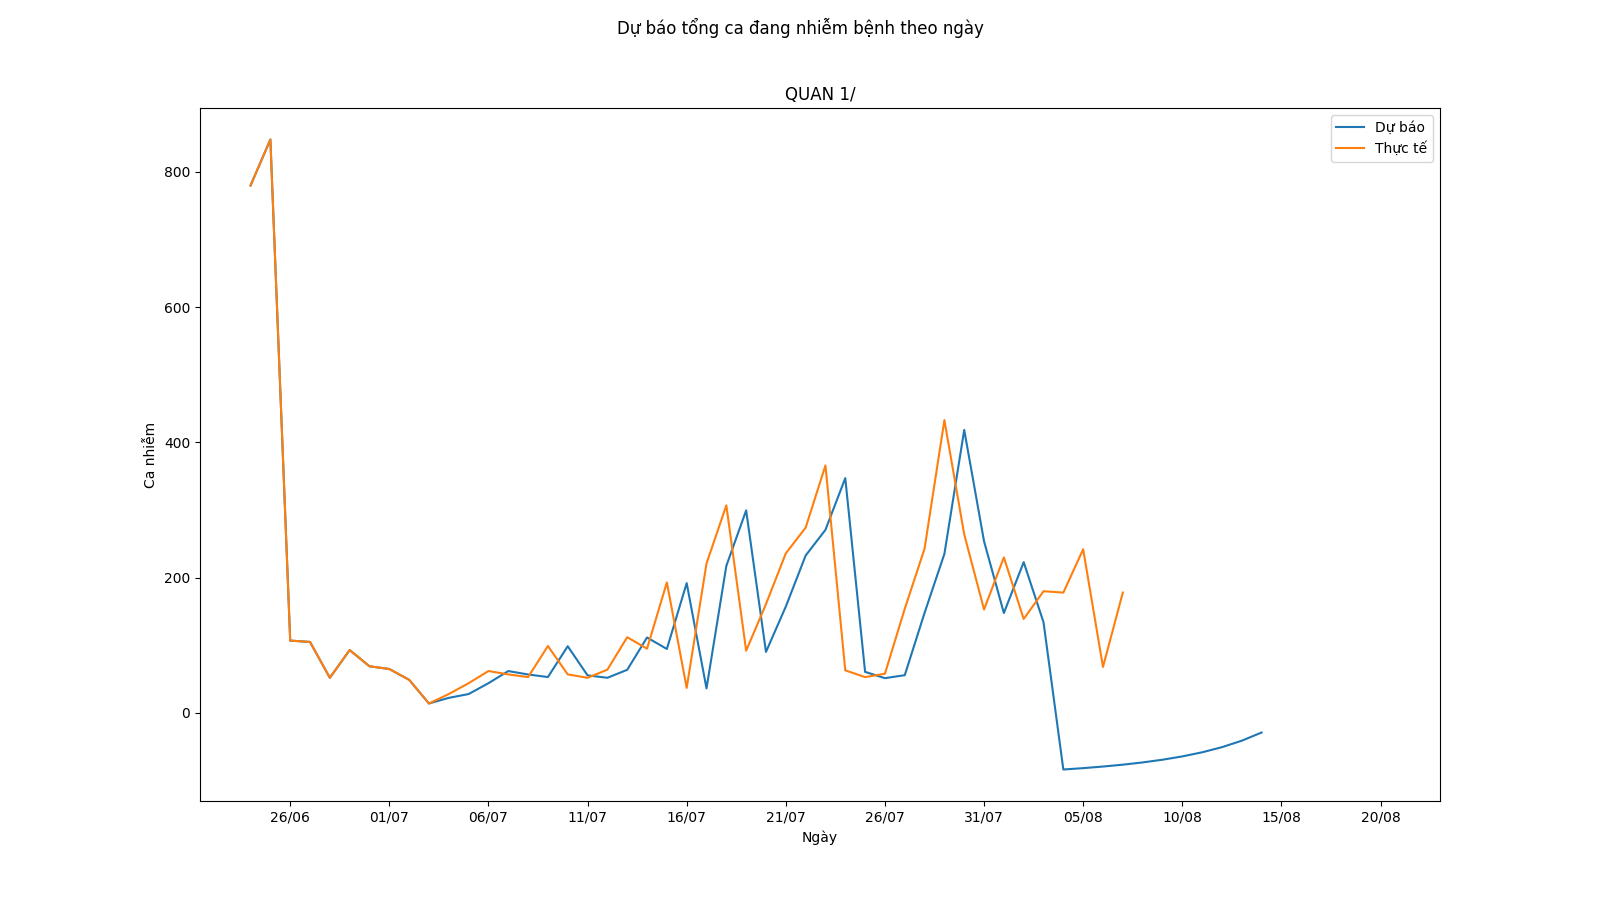 Dự báo tổng ca đang nhiễm bệnh theo ngày
QUAN 1/
Dự báo
Thực tế
800
600
400
200
0
Ca nhiễm
26/06 01/07 06/07 11/07 16/07 21/07 26/07 31/07 05/08 10/08 15/08 20/08
Ngày